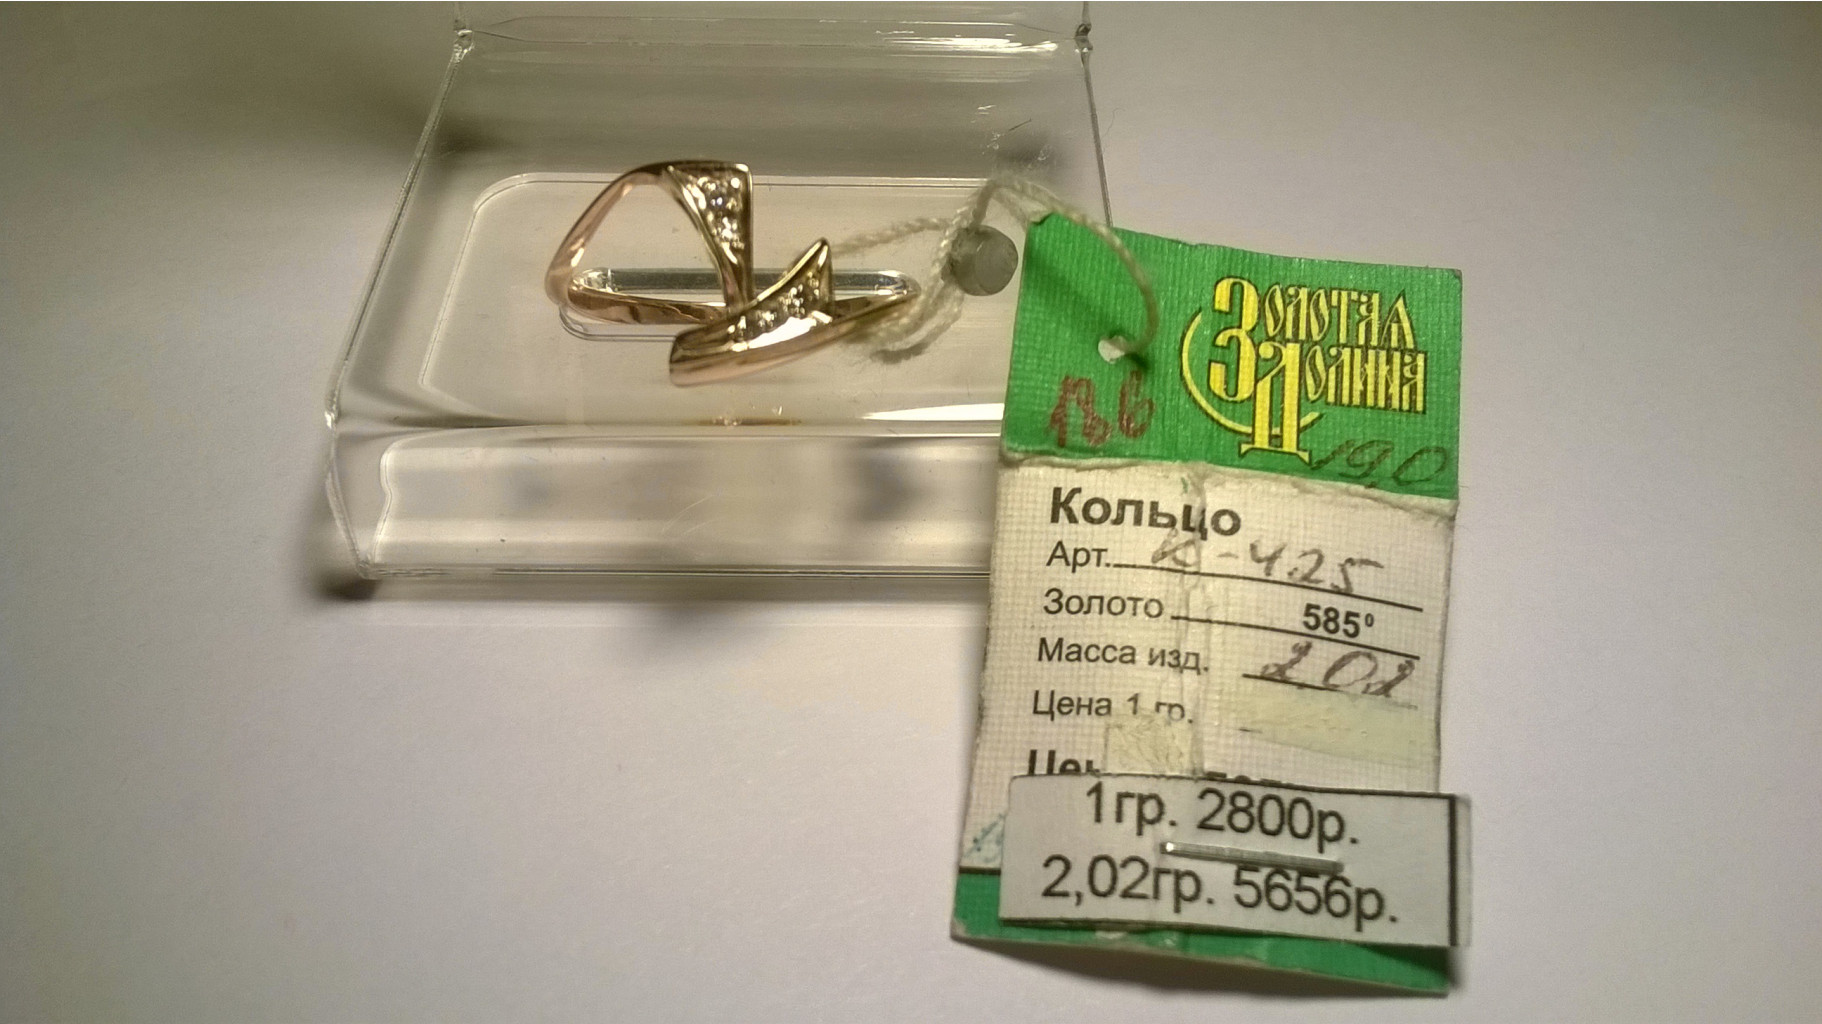 Золотая
Долина
19,0
Кольцо
Арт. К-425
Золото 585°
Масса изд. 2.02
Цена 1 гр.
1гр. 2800р.
2,02гр. 5656р.